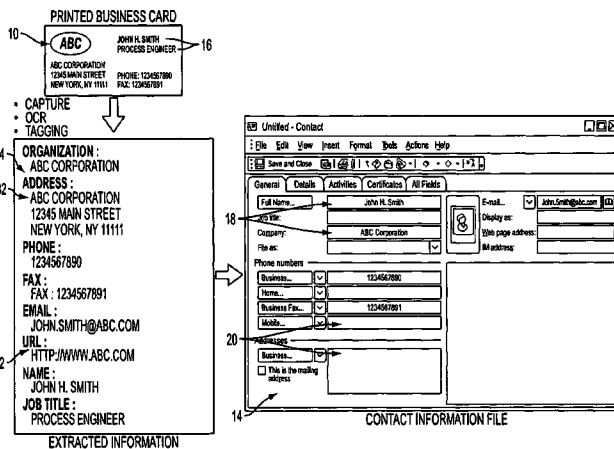 PRINTED BUSINESS CARD
10
ABC
JOHN H. SMITH
PROCESS ENGINEER
16
ABC CORPORATION
12345 MAIN STREET
NEW YORK, NY 11111
PHONE: 1234567890
FAX: 1234567891
• CAPTURE
• OCR
• TAGGING
4
ORGANIZATION :
ABC CORPORATION
ADDRESS :
32
ABC CORPORATION
12345 MAIN STREET
NEW YORK, NY 11111
PHONE :
1234567890
FAX :
FAX : 1234567891
EMAIL :
JOHN.SMITH@ABC.COM
URL :
2
HTTP://WWW.ABC.COM
NAME :
JOHN H. SMITH
JOB TITLE :
PROCESS ENGINEER
EXTRACTED INFORMATION
Untitled - Contact
File Edit View Insert Format Tools Actions Help
Save and Close
General Details Activities Certificates All Fields
Full Name... John H. Smith
18
Job title:
Company: ABC Corporation
File as:
E-mail... John.Smith@abc.com
Display as:
Web page address:
IM address:
Phone numbers
Business... 1234567890
Home...
Business Fax... 1234567891
Mobile...
20
Addresses
Business...
This is the mailing
address
14
CONTACT INFORMATION FILE